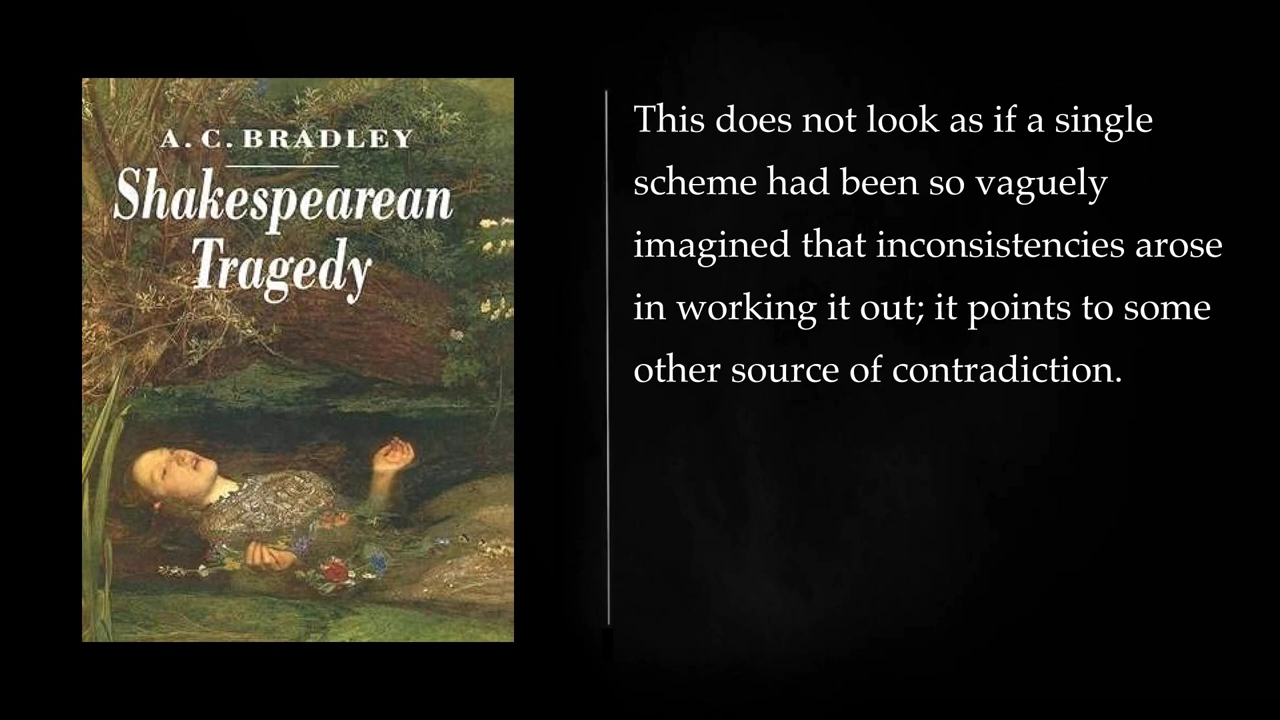 A. C. BRADLEY
Shakespearean
Tragedy
This does not look as if a single
scheme had been so vaguely
imagined that inconsistencies arose
in working it out; it points to some
other source of contradiction.